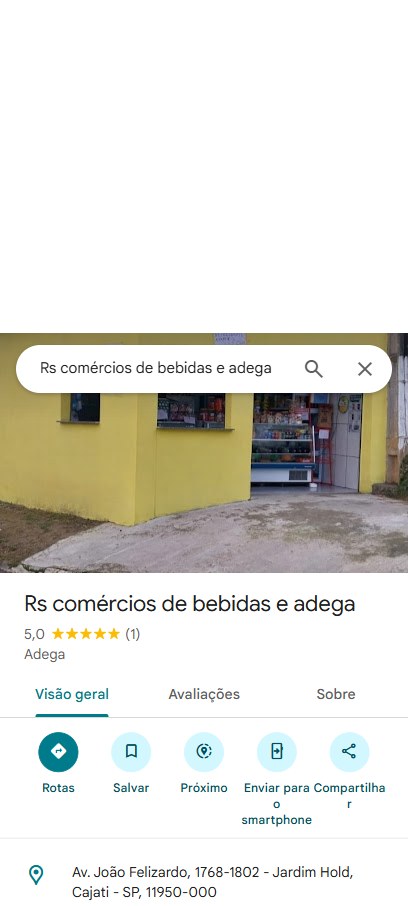 Rs comércios de bebidas e adega
Rs comércios de bebidas e adega
5,0 (1)
Adega
Visão geral Avaliações Sobre
Rotas Salvar Próximo Enviar para o smartphone Compartilhar
Av. João Felizardo, 1768-1802 - Jardim Hold,
Cajati - SP, 11950-000